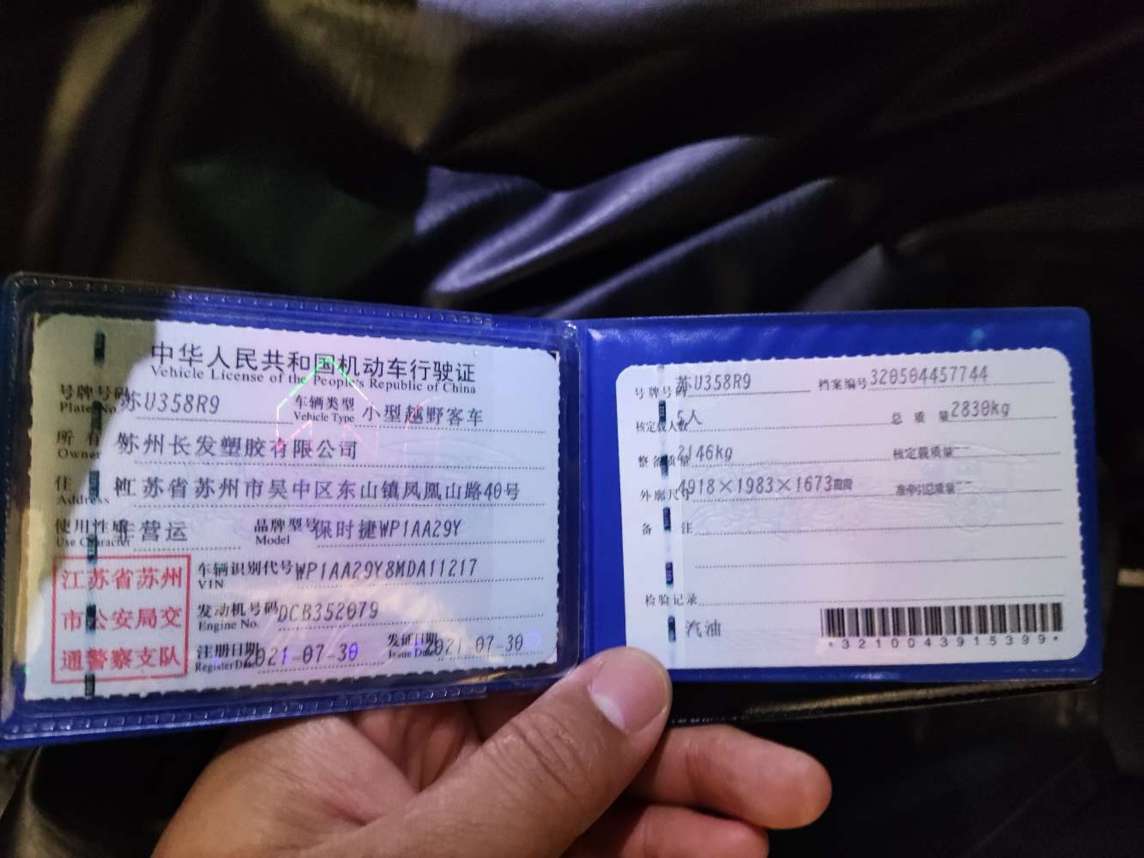 中华人民共和国机动车行驶证
Vehicle License of the People's Republic of China
号牌号码 苏U358R9 车辆类型 小型越野客车
Plate No. Vehicle Type
所有 苏州长发塑胶有限公司
Owner
住 址 江苏省苏州市吴中区东山镇凤凰山路40号
Address
使用性质 非营运 品牌型号 保时捷WP1AA29Y
Use Character Model
江苏省苏州
市公安局交
通警察支队
车辆识别代号 WP1AA29Y8MDA11217
VIN
发动机号码 DCB352079
Engine No.
注册日期 2021-07-30 发证日期 2021-07-30
Register Date Issue Date
号牌号码 苏U358R9 档案编号 320504457744
核定载人数 5人 总质量 2830kg
整备质量 2146kg 核定载质量 --
外廓尺寸 4918×1983×1673mm 准牵引总质量 --
备 注
检验记录
汽油
*3210043915399*